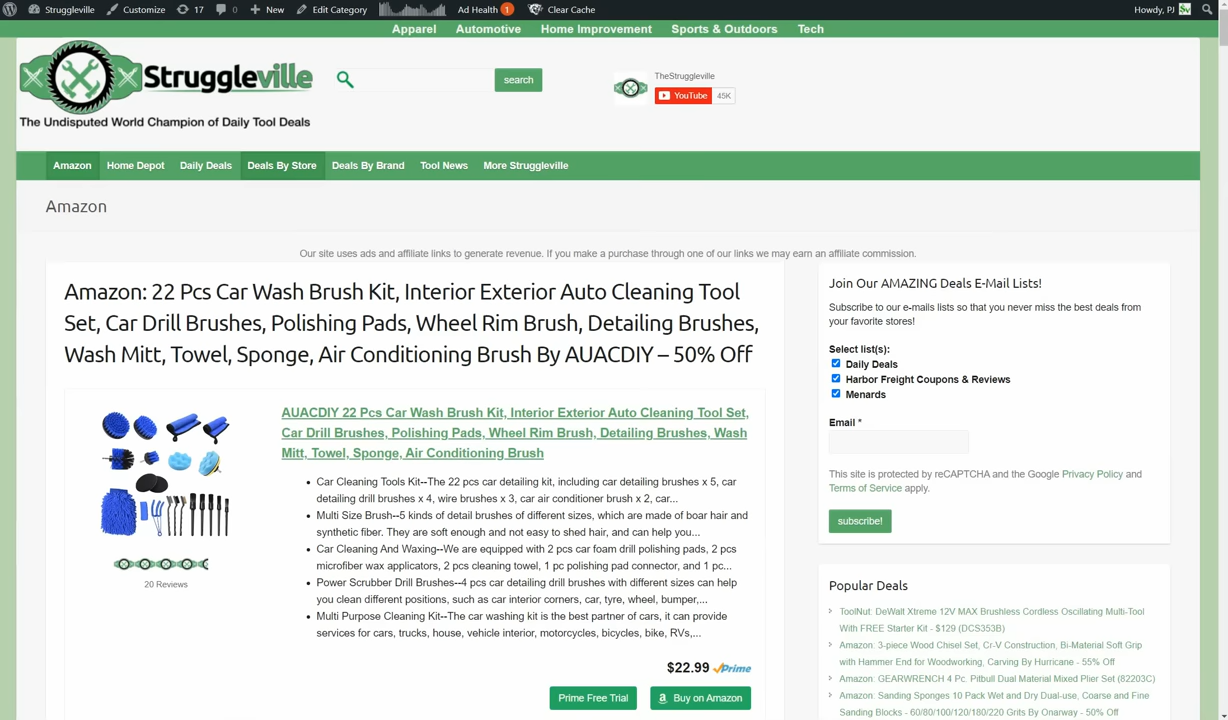 Struggleville Customize 17 0 New Edit Category Ad Health 1 Clear Cache Howdy, PJ
Apparel Automotive Home Improvement Sports & Outdoors Tech
Struggleville
The Undisputed World Champion of Daily Tool Deals
search
TheStruggleville
YouTube 45K
Amazon Home Depot Daily Deals Deals By Store Deals By Brand Tool News More Struggleville
Amazon
Our site uses ads and affiliate links to generate revenue. If you make a purchase through one of our links we may earn an affiliate commission.
Amazon: 22 Pcs Car Wash Brush Kit, Interior Exterior Auto Cleaning Tool
Set, Car Drill Brushes, Polishing Pads, Wheel Rim Brush, Detailing Brushes,
Wash Mitt, Towel, Sponge, Air Conditioning Brush By AUACDIY – 50% Off
AUACDIY 22 Pcs Car Wash Brush Kit, Interior Exterior Auto Cleaning Tool Set,
Car Drill Brushes, Polishing Pads, Wheel Rim Brush, Detailing Brushes, Wash
Mitt, Towel, Sponge, Air Conditioning Brush
• Car Cleaning Tools Kit--The 22 pcs car detailing kit, including car detailing brushes x 5, car
detailing drill brushes x 4, wire brushes x 3, car air conditioner brush x 2, car...
• Multi Size Brush--5 kinds of detail brushes of different sizes, which are made of boar hair and
synthetic fiber. They are soft enough and not easy to shed hair, and can help you...
• Car Cleaning And Waxing--We are equipped with 2 pcs car foam drill polishing pads, 2 pcs
microfiber wax applicators, 2 pcs cleaning towel, 1 pc polishing pad connector, and 1 pc...
• Power Scrubber Drill Brushes--4 pc car detailing drill brushes with different sizes can help
you clean different positions, such as car interior corners, car, tyre, wheel, bumper,...
• Multi Purpose Cleaning Kit--The car washing kit is the best partner of cars, it can provide
services for cars, trucks, house, vehicle interior, motorcycles, bicycles, bike, RVs,...
20 Reviews
$22.99 Prime
Prime Free Trial Buy on Amazon
Join Our AMAZING Deals E-Mail Lists!
Subscribe to our e-mails lists so that you never miss the best deals from
your favorite stores!
Select list(s):
Daily Deals
Harbor Freight Coupons & Reviews
Menards
Email *
This site is protected by reCAPTCHA and the Google Privacy Policy and
Terms of Service apply.
subscribe!
Popular Deals
ToolNut: DeWalt Xtreme 12V MAX Brushless Cordless Oscillating Multi-Tool
With FREE Starter Kit - $129 (DCS353B)
Amazon: 3-piece Wood Chisel Set, Cr-V Construction, Bi-Material Soft Grip
with Hammer End for Woodworking, Carving By Hurricane - 55% Off
Amazon: GEARWRENCH 4 Pc. Pitbull Dual Material Mixed Plier Set (82203C)
Amazon: Sanding Sponges 10 Pack Wet and Dry Dual-use, Coarse and Fine
Sanding Blocks - 60/80/100/120/180/220 Grits By Onarway - 50% Off